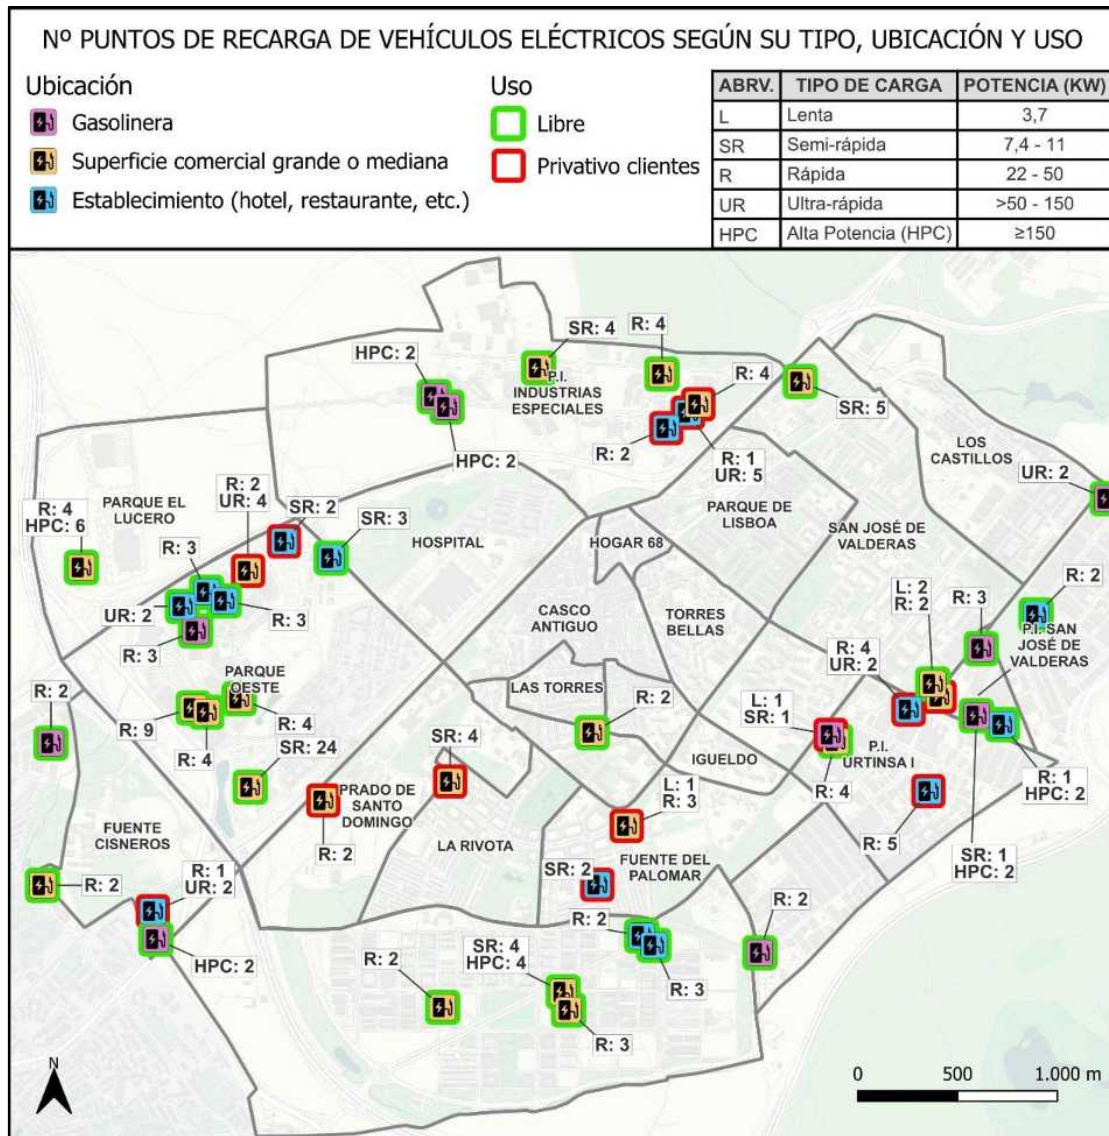 Nº PUNTOS DE RECARGA DE VEHÍCULOS ELÉCTRICOS SEGÚN SU TIPO, UBICACIÓN Y USO
Ubicación
Gasolinera
Superficie comercial grande o mediana
Establecimiento (hotel, restaurante, etc.)
Uso
Libre
Privativo clientes
ABRV. TIPO DE CARGA POTENCIA (KW)
L Lenta 3,7
SR Semi-rápida 7,4 - 11
R Rápida 22 - 50
UR Ultra-rápida >50 - 150
HPC Alta Potencia (HPC) ≥150
SR: 4
R: 4
HPC: 2
P.I.
INDUSTRIAS
ESPECIALES
R: 4
SR: 5
HPC: 2
R: 2
R: 1
UR: 5
LOS
CASTILLOS
UR: 2
PARQUE EL
LUCERO
R: 2
UR: 4
SR: 2
SR: 3
R: 4
HPC: 6
HOSPITAL
HOGAR 68
PARQUE DE
LISBOA
SAN JOSÉ DE
VALDERAS
R: 3
UR: 2
R: 3
R: 3
CASCO
ANTIGUO
TORRES
BELLAS
L: 2
R: 2
R: 3
R: 2
P.I. SAN
JOSÉ DE
VALDERAS
R: 4
UR: 2
PARQUE
OESTE
R: 2
R: 9
R: 4
R: 4
SR: 24
LAS TORRES
R: 2
L: 1
SR: 1
SR: 4
IGUELDO
P.I.
URTINSA I
R: 4
R: 1
HPC: 2
PRADO DE
SANTO
DOMINGO
R: 2
L: 1
R: 3
R: 5
SR: 1
HPC: 2
FUENTE
CISNEROS
LA RIVOTA
FUENTE DEL
PALOMAR
SR: 2
R: 2
R: 1
UR: 2
HPC: 2
R: 2
R: 2
R: 3
R: 2
SR: 4
HPC: 4
R: 3
N
0 500 1.000 m